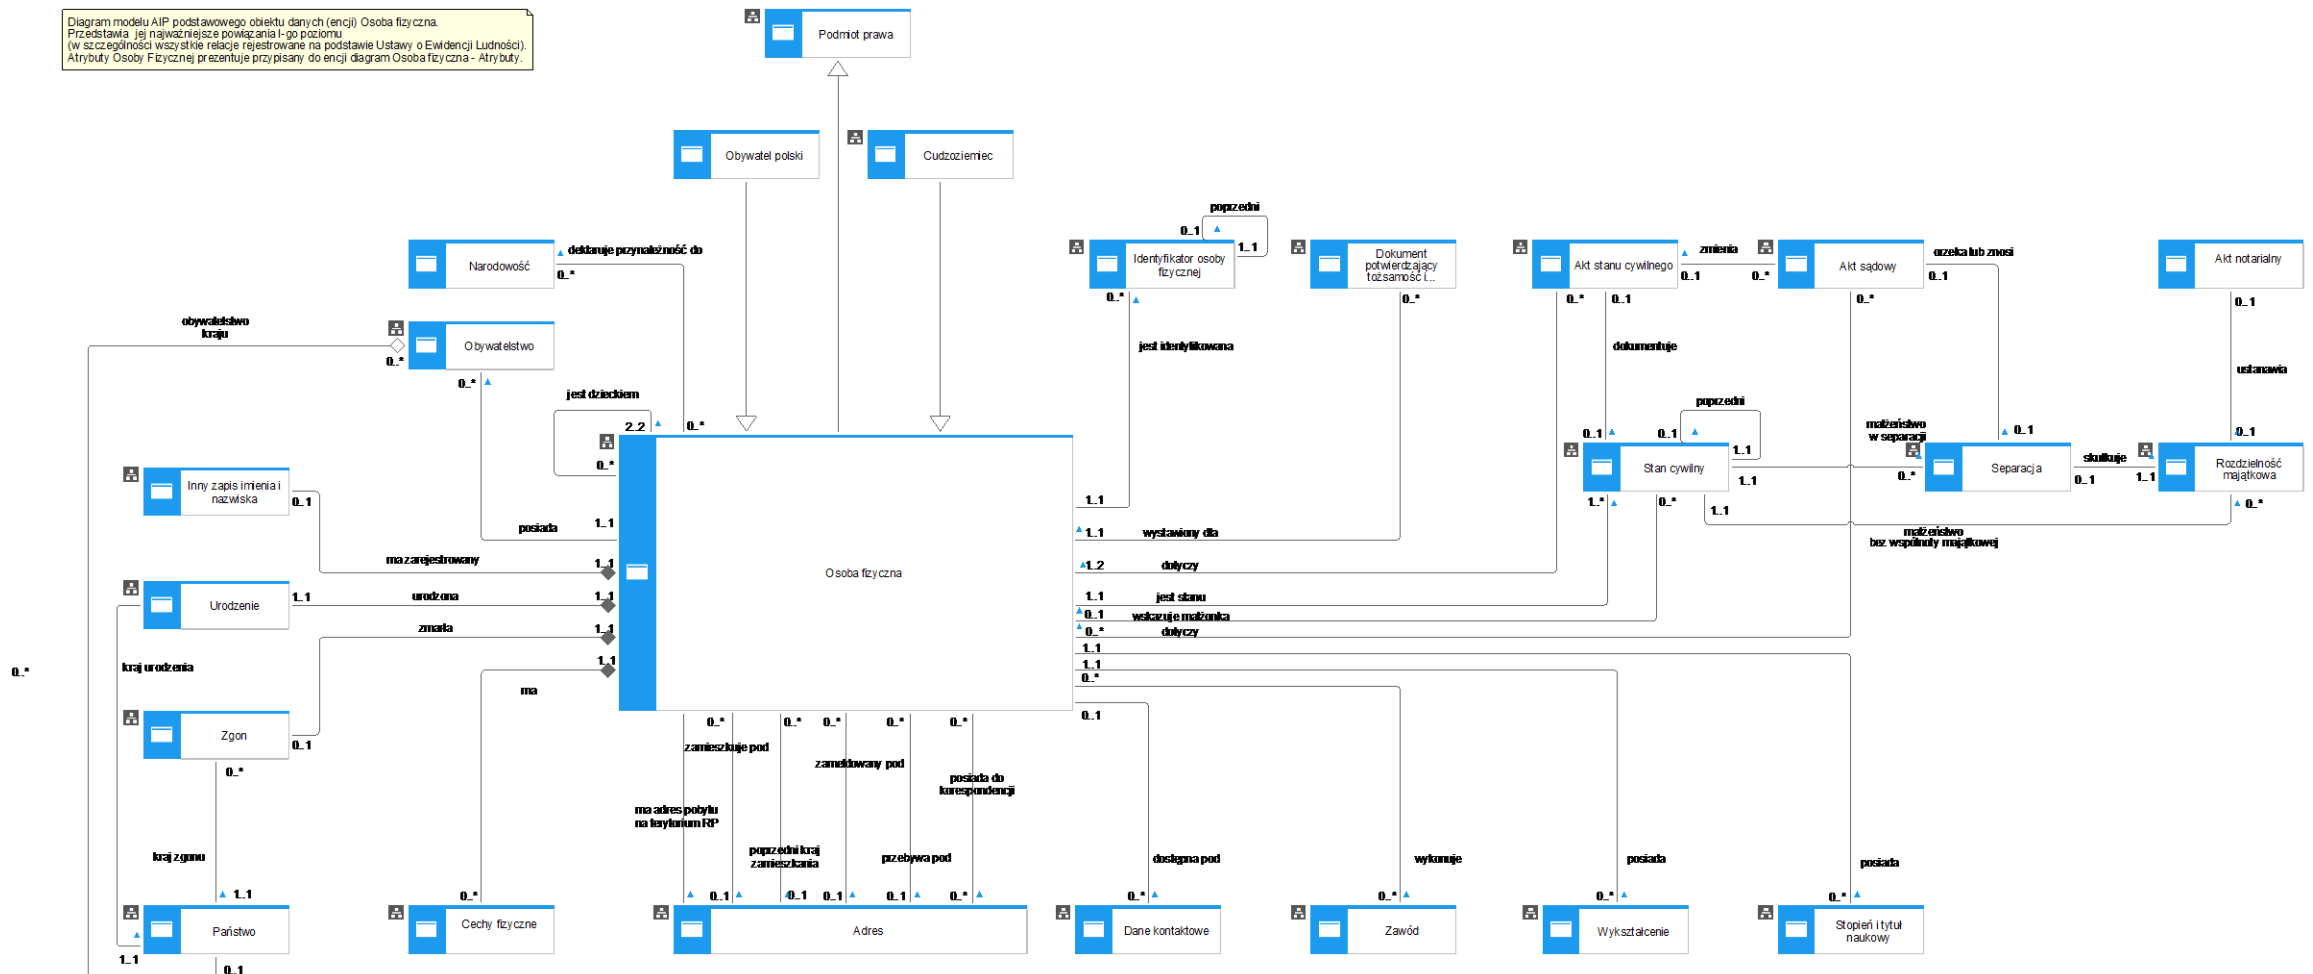 Diagram modelu AIP podstawowego obiektu danych (encji) Osoba fizyczna.
Przedstawia jej najważniejsze powiązania I-go poziomu
(w szczególności wszystkie relacje rejestrowane na podstawie Ustawy o Ewidencji Ludności).
Atrybuty Osoby Fizycznej prezentuje przypisany do encji diagram Osoba fizyczna - Atrybuty.
Podmiot prawa
Obywatel polski
Cudzoziemiec
poprzedni
0..1
1..1
Narodowość
deklaruje przynależność do
0..*
Identyfikator osoby
fizycznej
0..*
Dokument
potwierdzający
tożsamość i...
0..*
Akt stanu cywilnego
0..*
0..1
zmienia
0..1
0..*
Akt sądowy
0..*
orzeka lub znosi
0..1
Akt notarialny
0..1
obywatelstwo
kraju
0..*
Obywatelstwo
0..*
jest identyfikowana
dokumentuje
ustanawia
jest dzieckiem
2..2
0..*
0..*
poprzedni
0..1
0..1
1..1
małżeństwo
w separacji
0..1
0..1
Inny zapis imienia i
nazwiska
0..1
Stan cywilny
1..1
1..*
0..*
1..1
0..*
Separacja
skutkuje
0..1
1..1
Rozdzielność
majątkowa
0..*
małżeństwo
bez wspólnoty majątkowej
posiada
1..1
ma zarejestrowany
1..1
Urodzenie
1..1
urodzona
1..1
zmarła
1..1
1..1
ma
Osoba fizyczna
1..1
1..1
wystawiony dla
1..2
dotyczy
1..1
jest stanu
0..1
wskazuje małżonka
0..*
dotyczy
1..1
1..1
0..*
0..1
kraj urodzenia
0..*
Zgon
0..1
0..*
0..*
0..*
0..*
0..*
0..*
zamieszkuje pod
zameldowany pod
posiada do
korespondencji
ma adres pobytu
na terytorium RP
poprzedni kraj
zamieszkania
przebywa pod
kraj zgonu
dostępna pod
wykonuje
posiada
posiada
1..1
0..*
0..1
0..1
0..1
0..1
0..*
0..*
0..*
0..*
0..*
Państwo
1..1
0..1
Cechy fizyczne
Adres
Dane kontaktowe
Zawód
Wykształcenie
Stopień i tytuł
naukowy